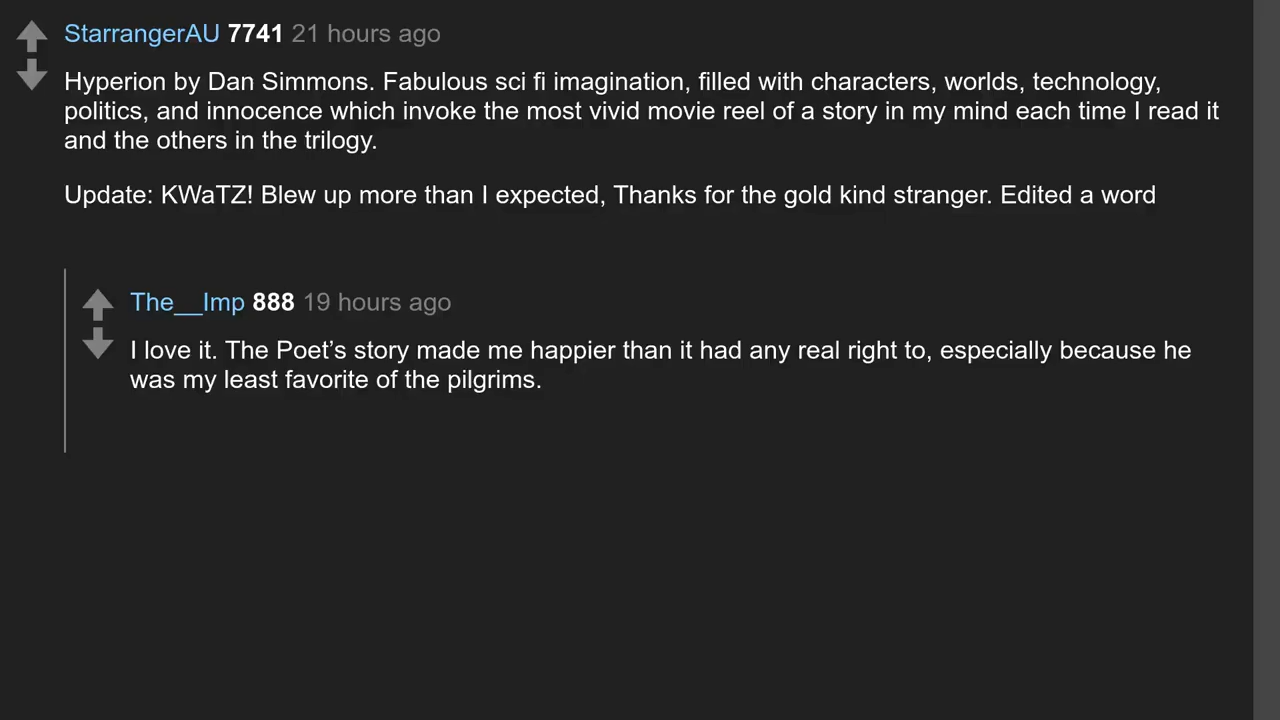 StarrangerAU 7741 21 hours ago
Hyperion by Dan Simmons. Fabulous sci fi imagination, filled with characters, worlds, technology,
politics, and innocence which invoke the most vivid movie reel of a story in my mind each time I read it
and the others in the trilogy.
Update: KWaTZ! Blew up more than I expected, Thanks for the gold kind stranger. Edited a word
The__Imp 888 19 hours ago
I love it. The Poet’s story made me happier than it had any real right to, especially because he
was my least favorite of the pilgrims.